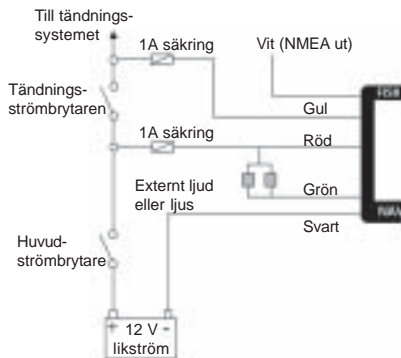 Till tändnings-
systemet
1A säkring
Vit (NMEA ut)
Tändnings-
strömbrytaren
Gul
1A säkring
Röd
Externt ljud
eller ljus
Grön
Svart
Huvud-
strömbrytare
+ 12 V -
likström